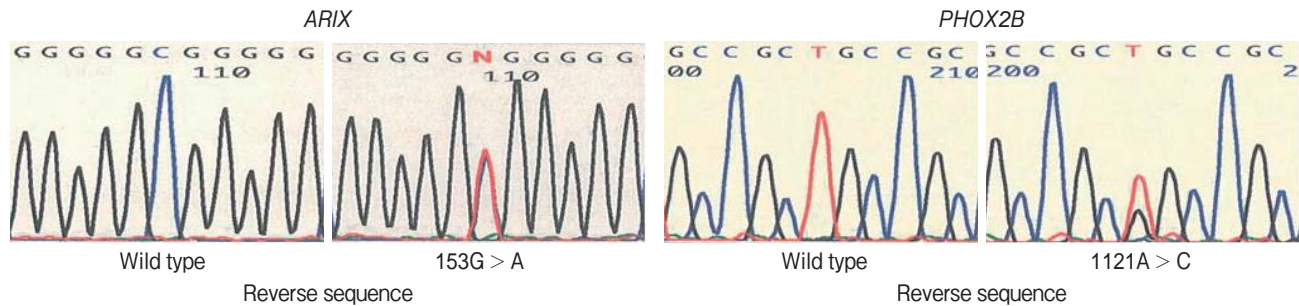 ARIX
PHOX2B
G G G G G C G G G G G
110
G G G G G N G G G G G
110
G C C G C T G C C G C
00
210
G C C G C T G C C G C
200
2
Wild type
153G > A
Wild type
1121A > C
Reverse sequence
Reverse sequence